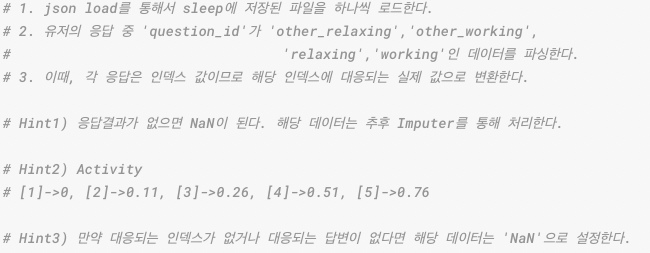 # 1. json load를 통해서 sleep에 저장된 파일을 하나씩 로드한다.
# 2. 유저의 응답 중 'question_id'가 'other_relaxing','other_working',
#                                  'relaxing','working'인 데이터를 파싱한다.
# 3. 이때, 각 응답은 인덱스 값이므로 해당 인덱스에 대응되는 실제 값으로 변환한다.
# Hint1) 응답결과가 없으면 NaN이 된다. 해당 데이터는 추후 Imputer를 통해 처리한다.
# Hint2) Activity
# [1]->0, [2]->0.11, [3]->0.26, [4]->0.51, [5]->0.76
# Hint3) 만약 대응되는 인덱스가 없거나 대응되는 답변이 없다면 해당 데이터는 'NaN'으로 설정한다.